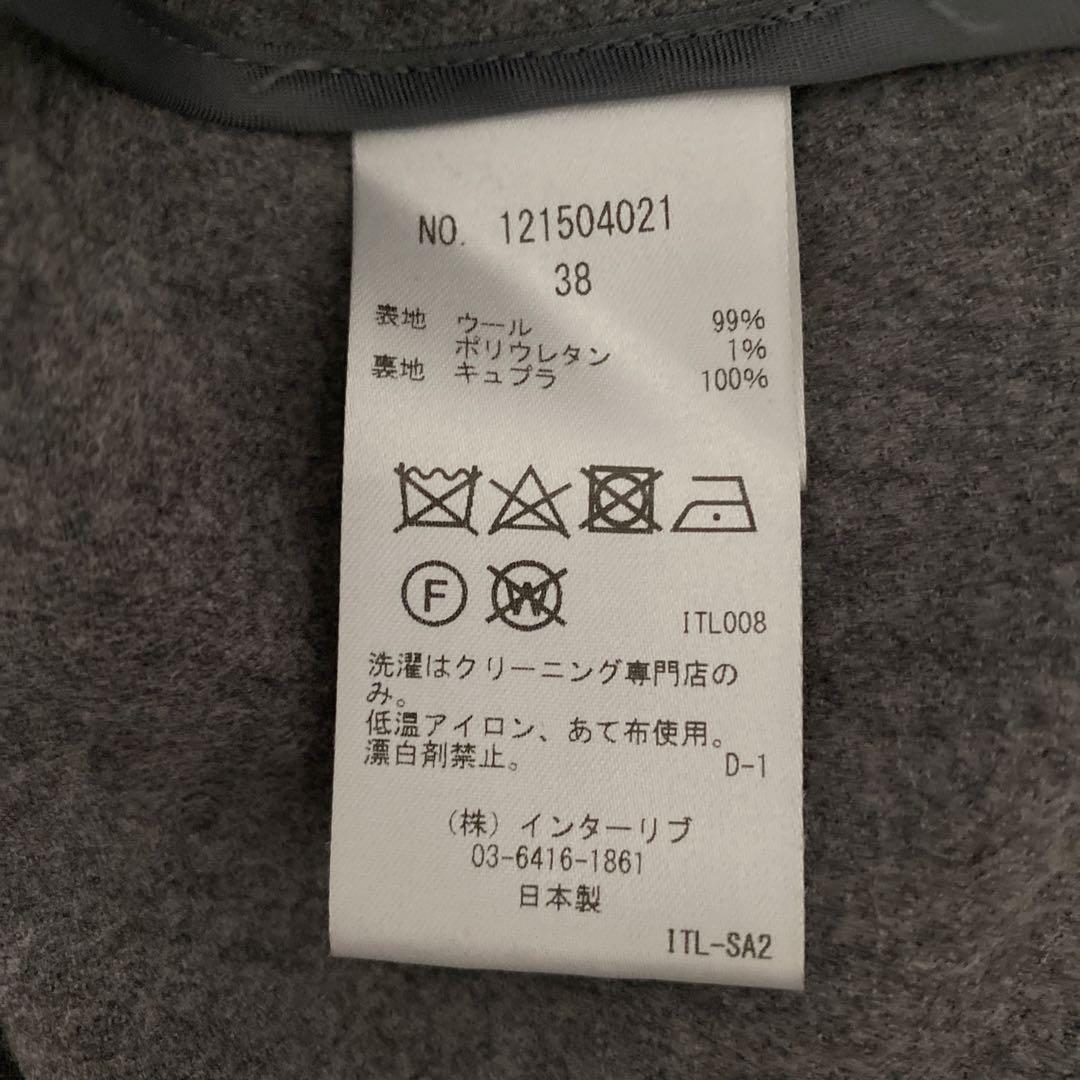 NO. 121504021
38
表地 ウール 99%
ポリウレタン 1%
裏地 キュプラ 100%
F W
ITL008
洗濯はクリーニング専門店の
み。
低温アイロン、あて布使用。
漂白剤禁止。
D-1
(株) インターリブ
03-6416-1861
日本製
ITL-SA2